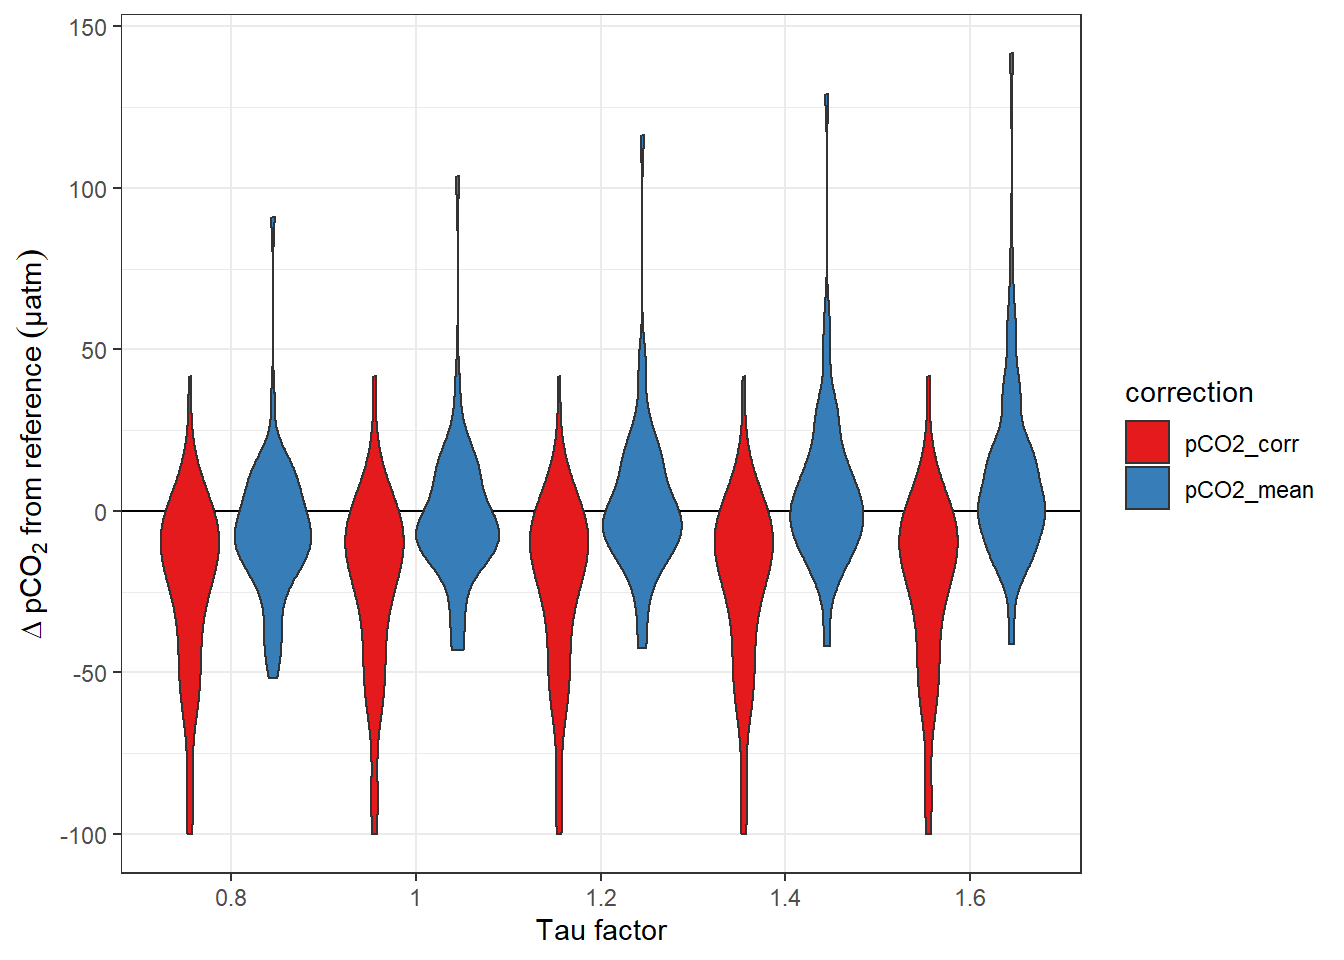 150
100
50
0
-50
-100
Δ pCO₂ from reference (µatm)
0.8 1 1.2 1.4 1.6
Tau factor
correction
pCO2_corr
pCO2_mean